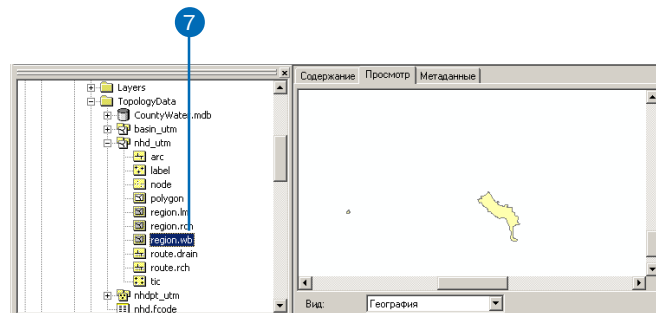 7
Layers
TopologyData
CountyWater.mdb
basin_utm
nhd_utm
arc
label
node
polygon
region.lm
region.rch
region.wb
route.drain
route.rch
tic
nhdpt_utm
nhd.fcode
Содержание Просмотр Метаданные
Вид: География